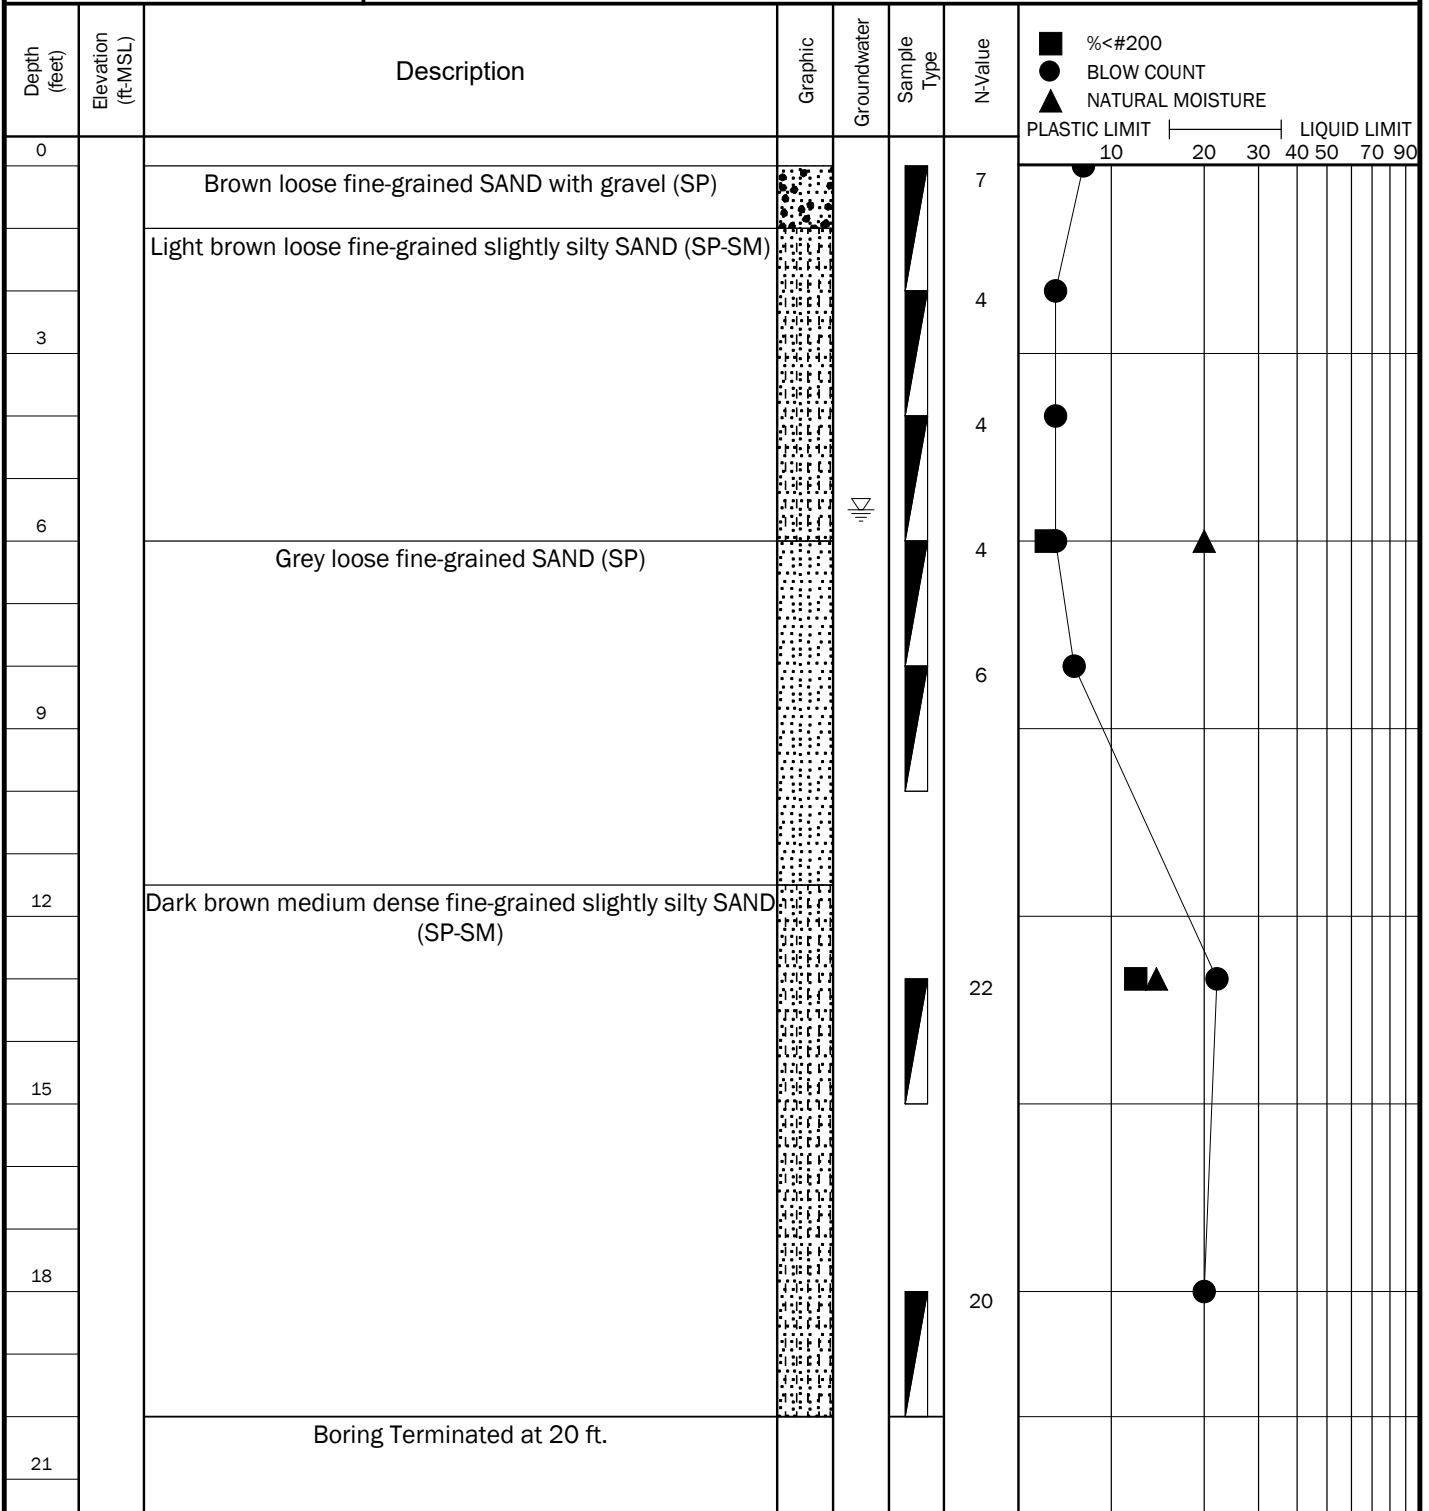 Depth
(feet)
Elevation
(ft-MSL)
Description
Graphic
Groundwater
Sample
Type
N-Value
%<#200
BLOW COUNT
NATURAL MOISTURE
PLASTIC LIMIT LIQUID LIMIT
10 20 30 40 50 70 90
0
Brown loose fine-grained SAND with gravel (SP)
7
Light brown loose fine-grained slightly silty SAND (SP-SM)
4
3
4
6
Grey loose fine-grained SAND (SP)
4
6
9
12
Dark brown medium dense fine-grained slightly silty SAND
(SP-SM)
22
15
18
20
Boring Terminated at 20 ft.
21